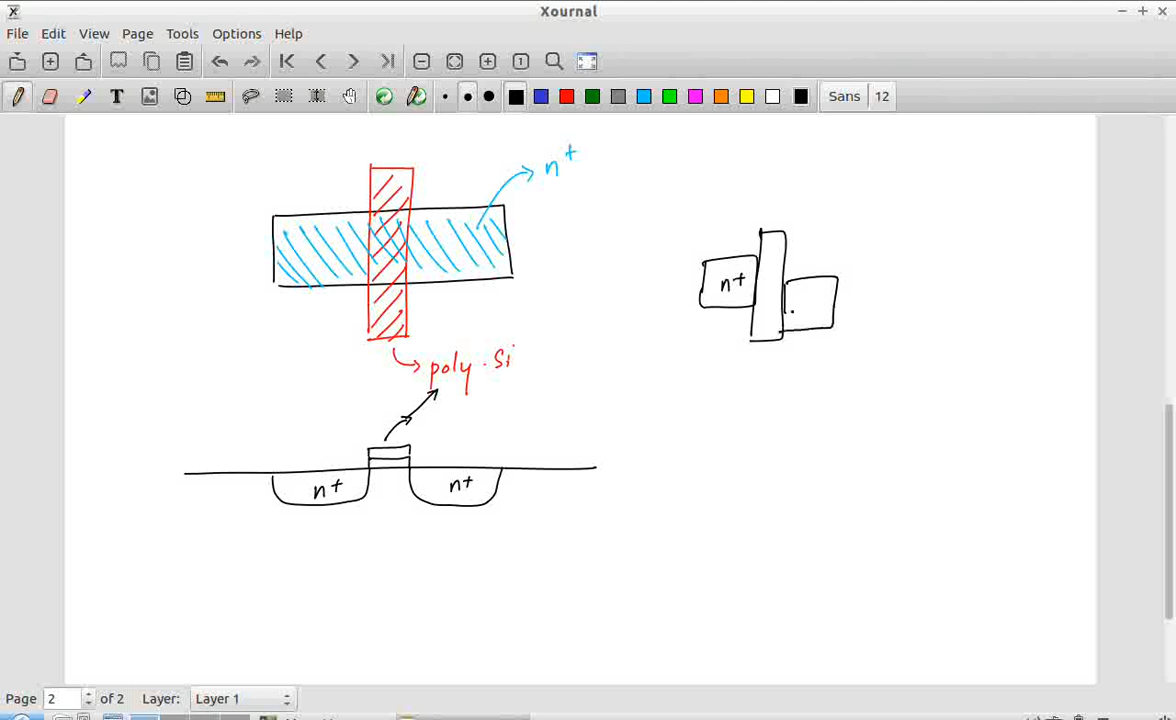 Xournal
File Edit View Page Tools Options Help
Sans 12
n+
n+
poly-Si
n+ n+
Page 2 of 2 Layer: Layer 1